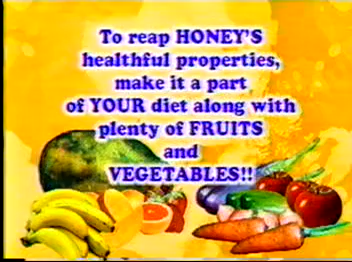 To reap HONEY'S
healthful properties,
make it a part
of YOUR diet along with
plenty of FRUITS
and
VEGETABLES!!